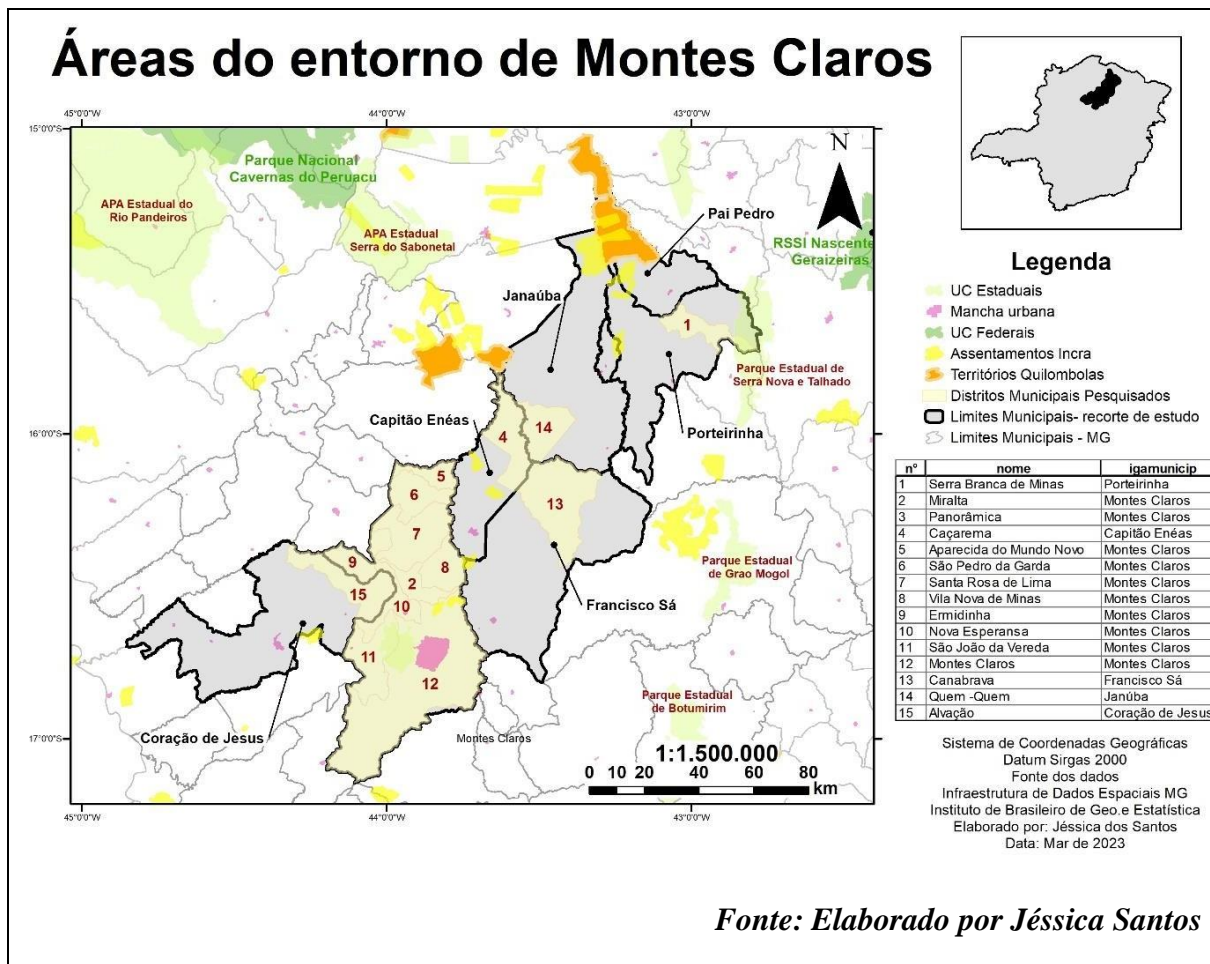 Áreas do entorno de Montes Claros
45°0'0"W
44°0'0"W
43°0'0"W
15°0'0"S
16°0'0"S
17°0'0"S
Parque Nacional
Cavernas do Peruacu
APA Estadual do
Rio Pandeiros
APA Estadual
Serra do Sabonetal
N
Pai Pedro
RSSI Nascente
Geraizeiras
Janaúba
1
Parque Estadual de
Serra Nova e Talhado
Capitão Enéas
Porteirinha
4
14
5
6
13
7
9
8
2
15
10
Parque Estadual
de Grao Mogol
Francisco Sá
11
12
Parque Estadual
de Botumirim
Coração de Jesus
Montes Claros
1:1.500.000
0 10 20 40 60 80
km
45°0'0"W
44°0'0"W
43°0'0"W
Legenda
UC Estaduais
Mancha urbana
UC Federais
Assentamentos Incra
Territórios Quilombolas
Distritos Municipais Pesquisados
Limites Municipais- recorte de estudo
Limites Municipais - MG
nº nome igamunicip
1 Serra Branca de Minas Porteirinha
2 Miralta Montes Claros
3 Panorâmica Montes Claros
4 Caçarema Capitão Enéas
5 Aparecida do Mundo Novo Montes Claros
6 São Pedro da Garda Montes Claros
7 Santa Rosa de Lima Montes Claros
8 Vila Nova de Minas Montes Claros
9 Ermidinha Montes Claros
10 Nova Esperansa Montes Claros
11 São João da Vereda Montes Claros
12 Montes Claros Montes Claros
13 Canabrava Francisco Sá
14 Quem -Quem Janúba
15 Alvação Coração de Jesus
Sistema de Coordenadas Geográficas
Datum Sirgas 2000
Fonte dos dados
Infraestrutura de Dados Espaciais MG
Instituto de Brasileiro de Geo.e Estatística
Elaborado por: Jéssica dos Santos
Data: Mar de 2023
Fonte: Elaborado por Jéssica Santos